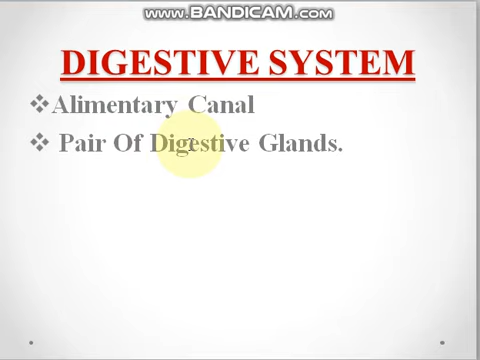 www.BANDICAM.com
DIGESTIVE SYSTEM
❖Alimentary Canal
❖ Pair Of Digestive Glands.